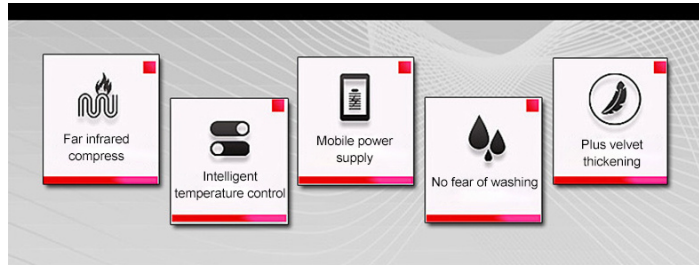 Far infrared
compress
Intelligent
temperature control
Mobile power
supply
No fear of washing
Plus velvet
thickening